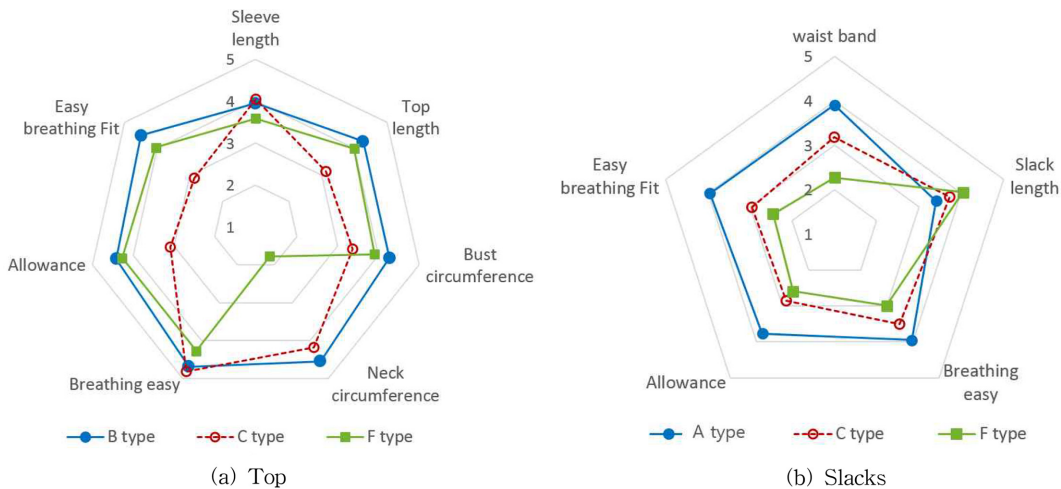 Sleeve
length
5
4
3
2
1
Top
length
Bust
circumference
Neck
circumference
Breathing easy
Allowance
Easy
breathing Fit
B type
C type
F type
(a) Top
waist band
5
4
3
2
1
Slack
length
Breathing
easy
Allowance
Easy
breathing Fit
A type
C type
F type
(b) Slacks